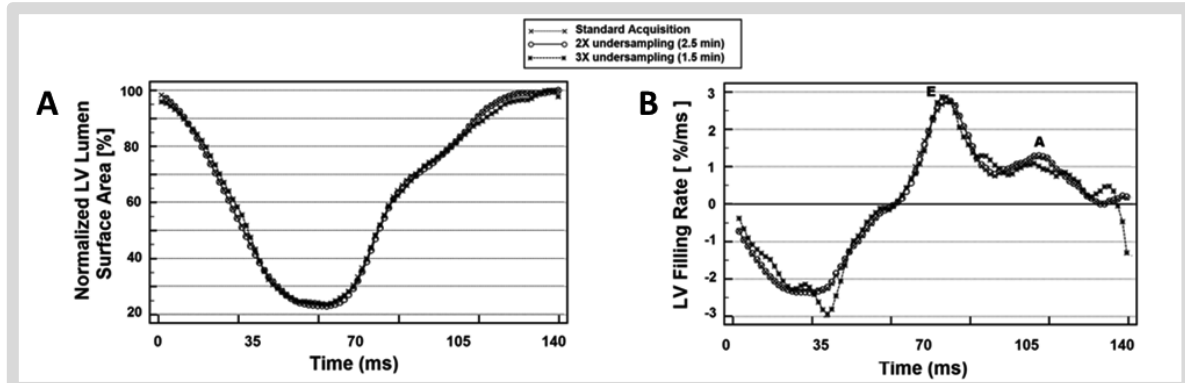 Standard Acquisition
2X undersampling (2.5 min)
3X undersampling (1.5 min)
A
Normalized LV Lumen
Surface Area [%]
100
80
60
40
20
0
35
70
105
140
Time (ms)
B
LV Filling Rate [ %/ms ]
3
2
1
0
-1
-2
-3
E
A
0
35
70
105
140
Time (ms)